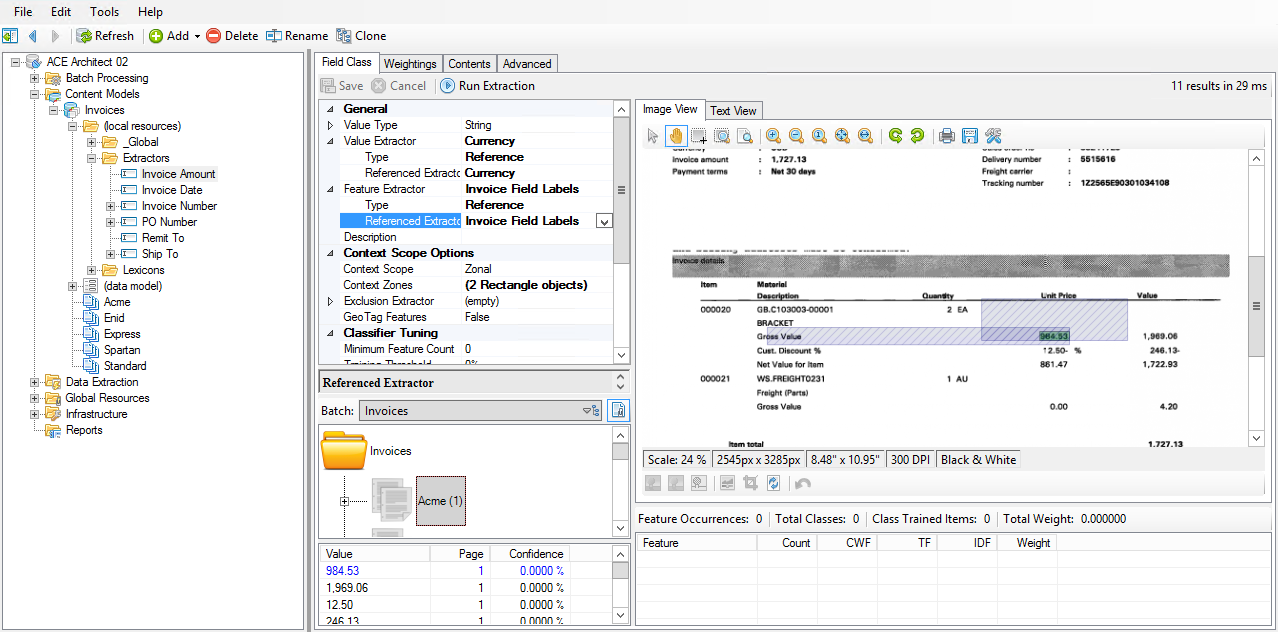 File Edit Tools Help
Refresh Add Delete Rename Clone
ACE Architect 02
Batch Processing
Content Models
Invoices
(local resources)
_Global
Extractors
Invoice Amount
Invoice Date
Invoice Number
PO Number
Remit To
Ship To
Lexicons
(data model)
Acme
Enid
Express
Spartan
Standard
Data Extraction
Global Resources
Infrastructure
Reports
Field Class Weightings Contents Advanced
Save Cancel Run Extraction 11 results in 29 ms
General
Value Type String
Value Extractor Currency
Type Reference
Referenced Extracto Currency
Feature Extractor Invoice Field Labels
Type Reference
Referenced Extracto Invoice Field Labels
Description
Context Scope Options
Context Scope Zonal
Context Zones (2 Rectangle objects)
Exclusion Extractor (empty)
GeoTag Features False
Classifier Tuning
Minimum Feature Count 0
Referenced Extractor
Batch: Invoices
Invoices
Acme (1)
Value Page Confidence
984.53 1 0.0000 %
1,969.06 1 0.0000 %
12.50 1 0.0000 %
246.13 1 0.0000 %
Image View Text View
Invoice amount : 1,727.13 Delivery number : 5515616
Payment terms : Net 30 days Freight carrier :
Tracking number : 1Z2565E90301034108
Invoice details
Item Material
Description Quantity Unit Price Value
000020 GB.C103003-00001 2 EA
BRACKET
Gross Value 984.53 1,969.06
Cust. Discount % 12.50- % 246.13-
Net Value for Item 861.47 1,722.93
000021 WS.FREIGHT0231 1 AU
Freight (Parts)
Gross Value 0.00 4.20
Item total 1,727.13
Scale: 24 % 2545px x 3285px 8.48" x 10.95" 300 DPI Black & White
Feature Occurrences: 0 Total Classes: 0 Class Trained Items: 0 Total Weight: 0.000000
Feature Count CWF TF IDF Weight